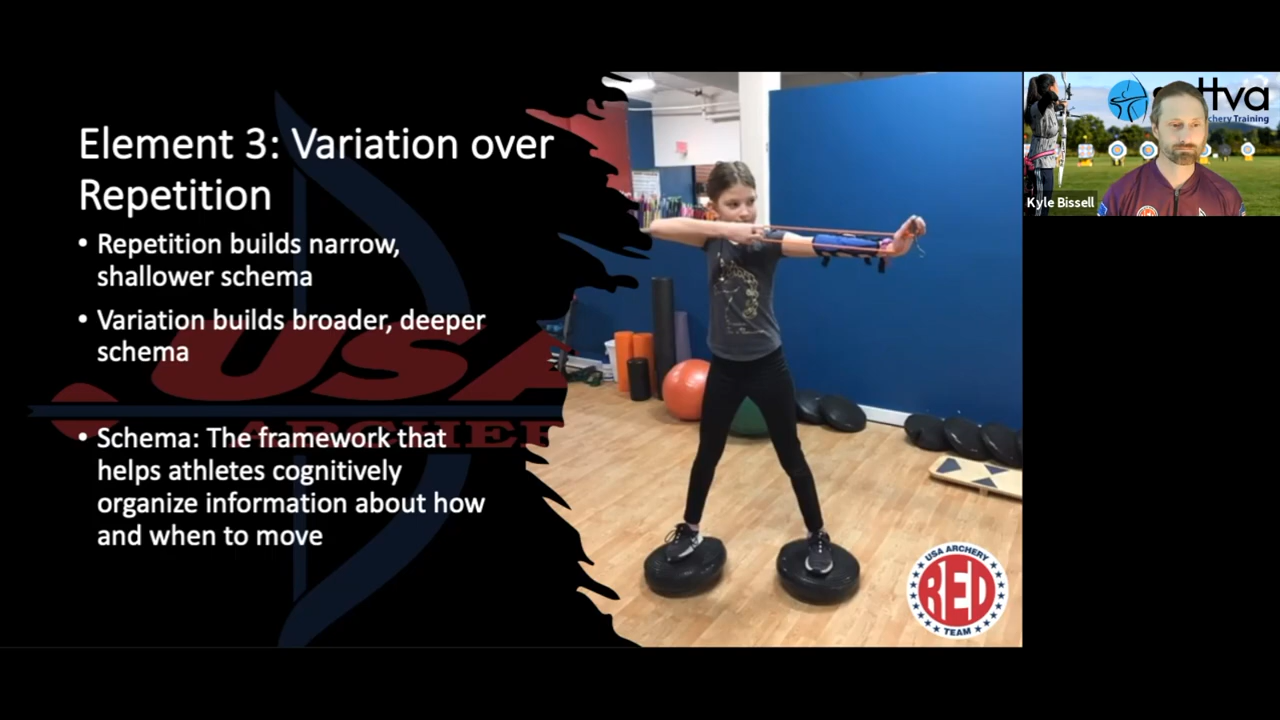 Element 3: Variation over
Repetition
• Repetition builds narrow,
shallower schema
• Variation builds broader, deeper
schema
• Schema: The framework that
helps athletes cognitively
organize information about how
and when to move
USA
ARCHER
USA ARCHERY
RED
TEAM
Archery Training
Kyle Bissell